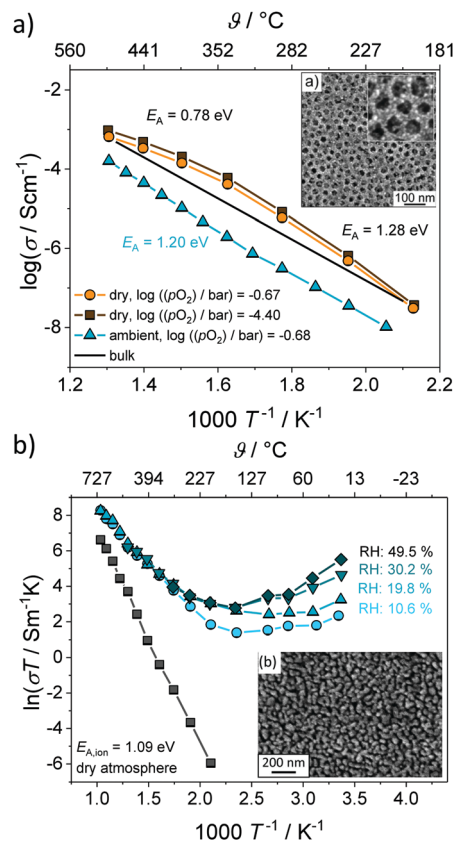 a)
ϑ / °C
560 441 352 282 227 181
-2
-4
-6
-8
log(σ / Scm⁻¹)
E_A = 0.78 eV
E_A = 1.20 eV
E_A = 1.28 eV
a)
100 nm
dry, log ((pO₂) / bar) = -0.67
dry, log ((pO₂) / bar) = -4.40
ambient, log ((pO₂) / bar) = -0.68
bulk
1.2 1.4 1.6 1.8 2.0 2.2
1000 T⁻¹ / K⁻¹
b)
ϑ / °C
727 394 227 127 60 13 -23
8
6
4
2
0
-2
-4
-6
ln(σT / Sm⁻¹K)
RH: 49.5 %
RH: 30.2 %
RH: 19.8 %
RH: 10.6 %
E_A,ion = 1.09 eV
dry atmosphere
(b)
200 nm
1.0 1.5 2.0 2.5 3.0 3.5 4.0
1000 T⁻¹ / K⁻¹